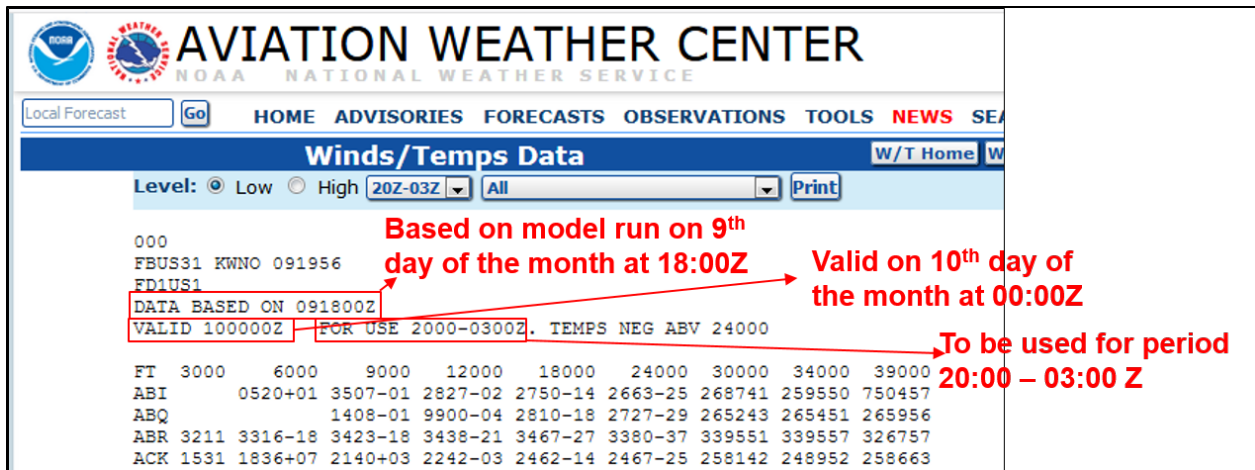 NOAA
NATIONAL WEATHER SERVICE
AVIATION WEATHER CENTER
NOAA NATIONAL WEATHER SERVICE
Local Forecast Go HOME ADVISORIES FORECASTS OBSERVATIONS TOOLS NEWS SEA
Winds/Temps Data W/T Home W
Level: Low High 20Z-03Z All Print
Based on model run on 9th
day of the month at 18:00Z
Valid on 10th day of
the month at 00:00Z
To be used for period
20:00 – 03:00 Z
000
FBUS31 KWNO 091956
FD1US1
DATA BASED ON 091800Z
VALID 100000Z FOR USE 2000-0300Z. TEMPS NEG ABV 24000
FT 3000 6000 9000 12000 18000 24000 30000 34000 39000
ABI 0520+01 3507-01 2827-02 2750-14 2663-25 268741 259550 750457
ABQ 1408-01 9900-04 2810-18 2727-29 265243 265451 265956
ABR 3211 3316-18 3423-18 3438-21 3467-27 3380-37 339551 339557 326757
ACK 1531 1836+07 2140+03 2242-03 2462-14 2467-25 258142 248952 258663